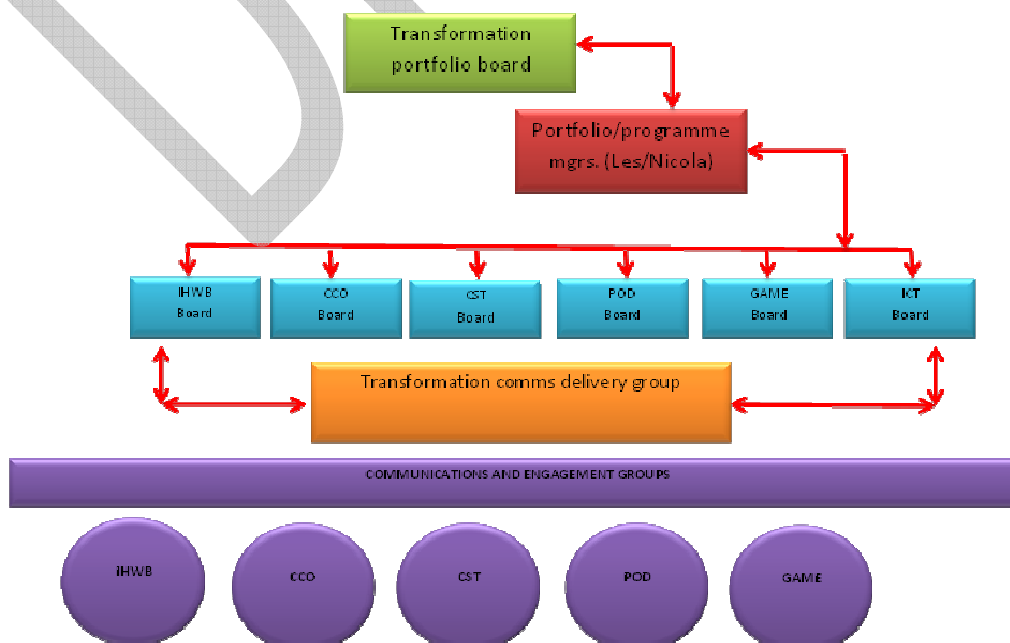 Transformation
portfolio board
Portfolio/programme
mgrs. (Les/Nicola)
iHWB
Board
CCO
Board
CST
Board
POD
Board
GAME
Board
ICT
Board
Transformation comms delivery group
COMMUNICATIONS AND ENGAGEMENT GROUPS
iHWB
CCO
CST
POD
GAME